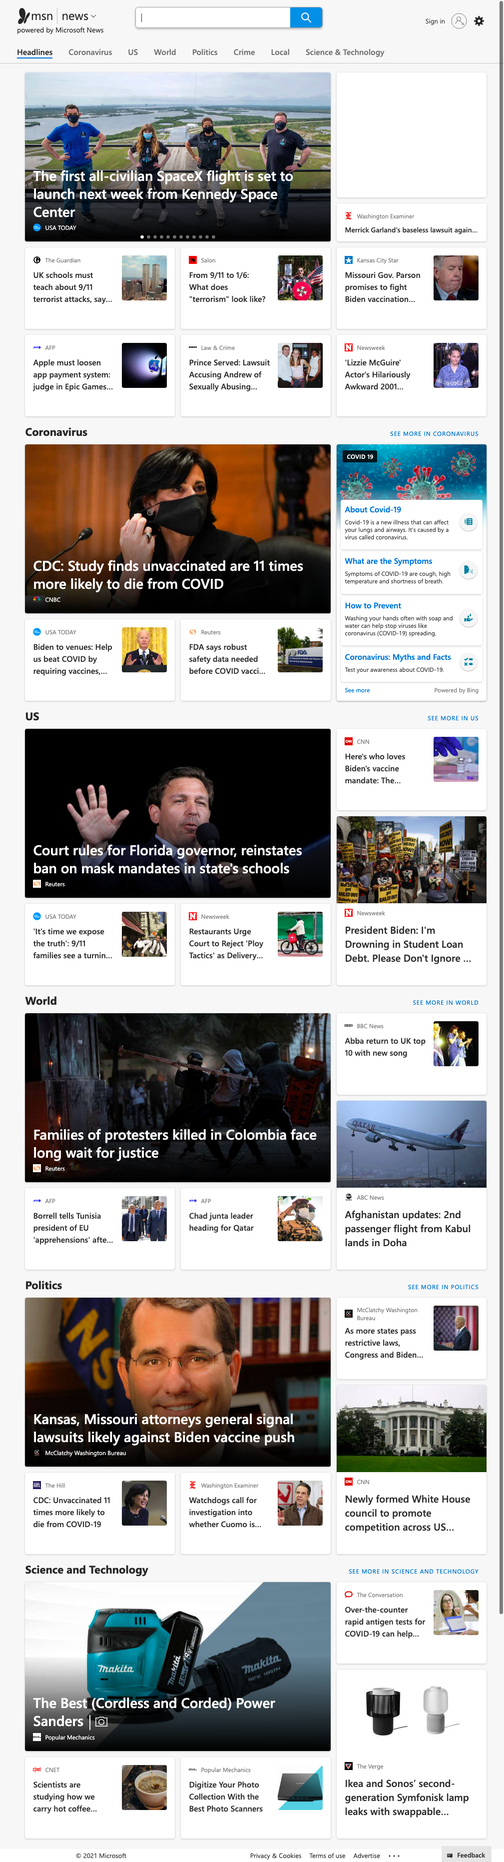 msn | news
powered by Microsoft News
Sign in
Headlines
Coronavirus
US
World
Politics
Crime
Local
Science & Technology
The first all-civilian SpaceX flight is set to
launch next week from Kennedy Space
Center
USA TODAY
Washington Examiner
Merrick Garland's baseless lawsuit again...
The Guardian
UK schools must
teach about 9/11
terrorist attacks, say...
Salon
From 9/11 to 1/6:
What does
"terrorism" look like?
Kansas City Star
Missouri Gov. Parson
promises to fight
Biden vaccination...
AFP
Apple must loosen
app payment system:
judge in Epic Games...
Law & Crime
Prince Served: Lawsuit
Accusing Andrew of
Sexually Abusing...
Newsweek
'Lizzie McGuire'
Actor's Hilariously
Awkward 2001...
Coronavirus
SEE MORE IN CORONAVIRUS
CDC: Study finds unvaccinated are 11 times
more likely to die from COVID
CNBC
COVID 19
About Covid-19
Covid-19 is a new illness that can affect
your lungs and airways. It's caused by a
virus called coronavirus.
What are the Symptoms
Symptoms of COVID-19 are cough, high
temperature and shortness of breath.
How to Prevent
Washing your hands often with soap and
water can help stop viruses like
coronavirus (COVID-19) spreading.
Coronavirus: Myths and Facts
Test your awareness about COVID-19.
See more
Powered by Bing
USA TODAY
Biden to venues: Help
us beat COVID by
requiring vaccines,...
Reuters
FDA says robust
safety data needed
before COVID vacci...
FDA
US
SEE MORE IN US
Court rules for Florida governor, reinstates
ban on mask mandates in state's schools
Reuters
CNN
Here's who loves
Biden's vaccine
mandate: The...
Newsweek
President Biden: I'm
Drowning in Student Loan
Debt. Please Don't Ignore ...
USA TODAY
'It's time we expose
the truth': 9/11
families see a turnin...
Newsweek
Restaurants Urge
Court to Reject 'Ploy
Tactics' as Delivery...
World
SEE MORE IN WORLD
Families of protesters killed in Colombia face
long wait for justice
Reuters
BBC News
Abba return to UK top
10 with new song
QATAR
ABC News
Afghanistan updates: 2nd
passenger flight from Kabul
lands in Doha
AFP
Borrell tells Tunisia
president of EU
'apprehensions' afte...
AFP
Chad junta leader
heading for Qatar
Politics
SEE MORE IN POLITICS
Kansas, Missouri attorneys general signal
lawsuits likely against Biden vaccine push
McClatchy Washington Bureau
McClatchy Washington
Bureau
As more states pass
restrictive laws,
Congress and Biden...
CNN
Newly formed White House
council to promote
competition across US...
The Hill
CDC: Unvaccinated 11
times more likely to
die from COVID-19
Washington Examiner
Watchdogs call for
investigation into
whether Cuomo is...
Science and Technology
SEE MORE IN SCIENCE AND TECHNOLOGY
makita
makita
makita
The Best (Cordless and Corded) Power
Sanders |
Popular Mechanics
The Conversation
Over-the-counter
rapid antigen tests for
COVID-19 can help...
The Verge
Ikea and Sonos' second-
generation Symfonisk lamp
leaks with swappable...
CNET
Scientists are
studying how we
carry hot coffee...
Popular Mechanics
Digitize Your Photo
Collection With the
Best Photo Scanners
© 2021 Microsoft
Privacy & Cookies
Terms of use
Advertise
Feedback